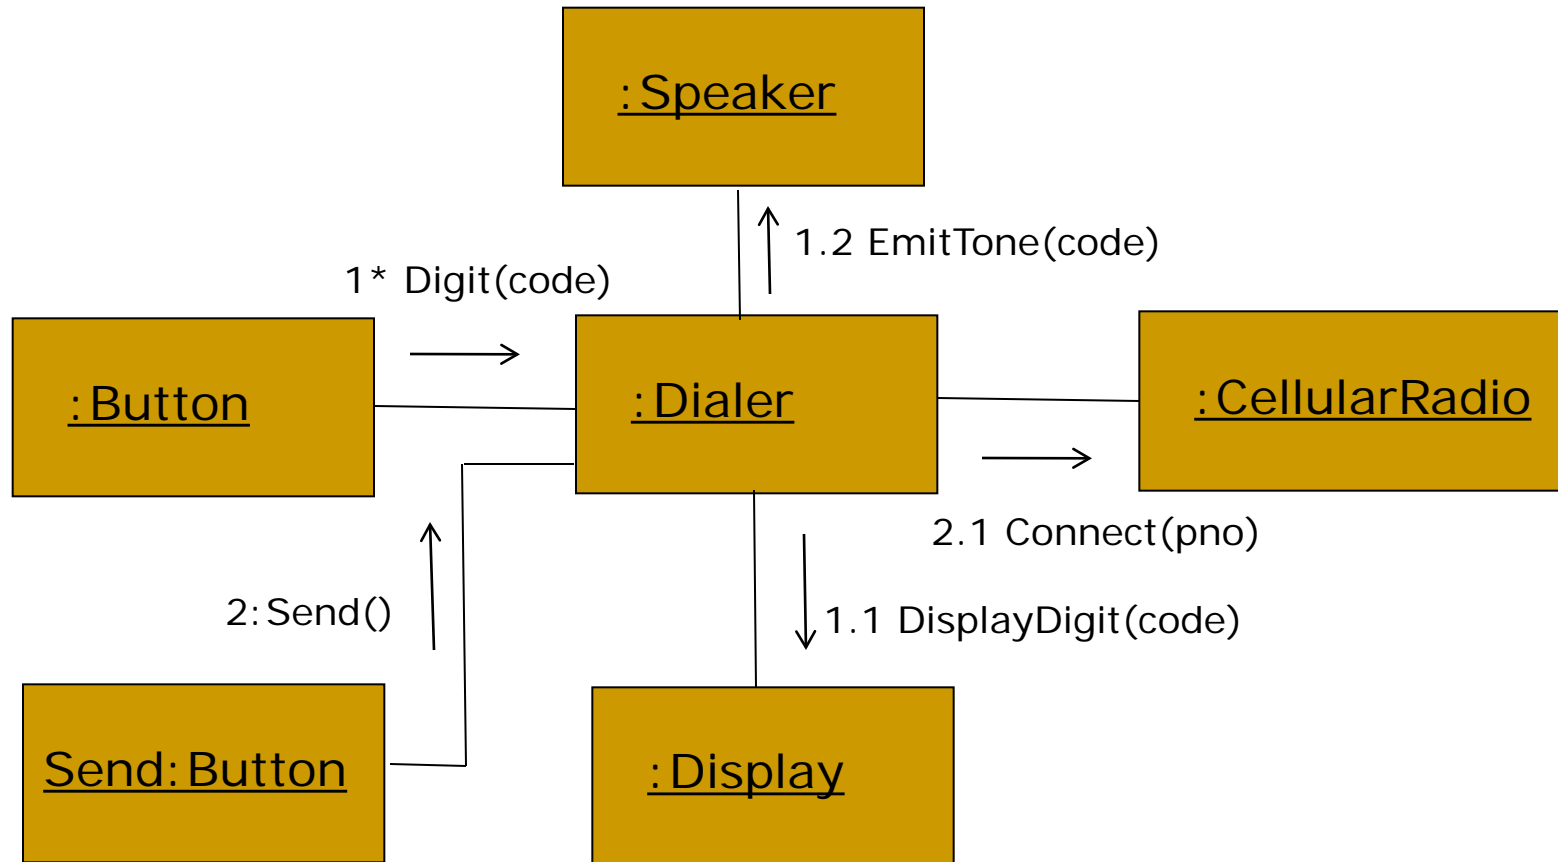 :Speaker
1.2 EmitTone(code)
1* Digit(code)
:Button
:Dialer
:CellularRadio
2.1 Connect(pno)
2:Send()
1.1 DisplayDigit(code)
Send:Button
:Display